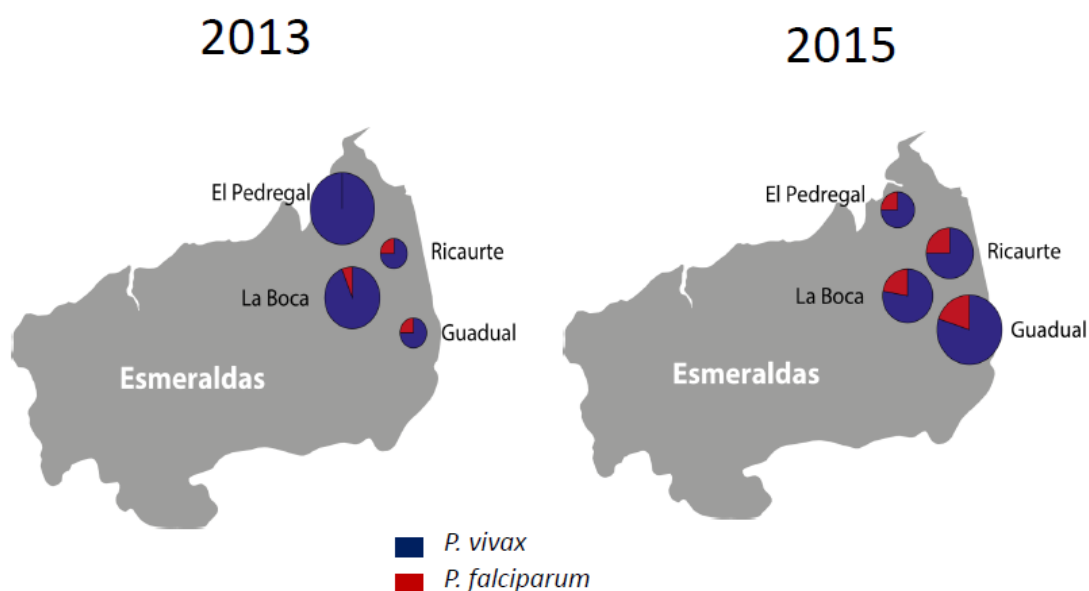 2013
El Pedregal
Ricaurte
La Boca
Guadual
Esmeraldas
2015
El Pedregal
Ricaurte
La Boca
Guadual
Esmeraldas
P. vivax
P. falciparum